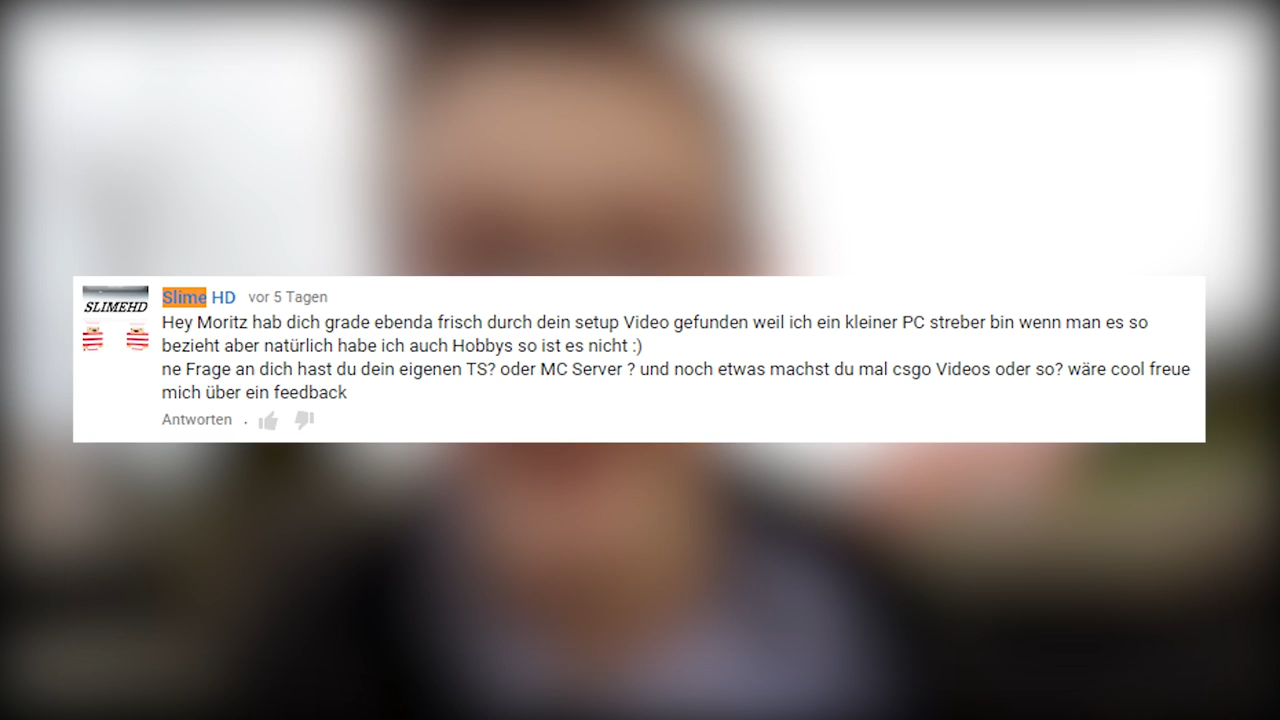 SLIMEHD
Slime HD vor 5 Tagen
Hey Moritz hab dich grade ebenda frisch durch dein setup Video gefunden weil ich ein kleiner PC streber bin wenn man es so
bezieht aber natürlich habe ich auch Hobbys so ist es nicht :)
ne Frage an dich hast du dein eigenen TS? oder MC Server ? und noch etwas machst du mal csgo Videos oder so? wäre cool freue
mich über ein feedback
Antworten .